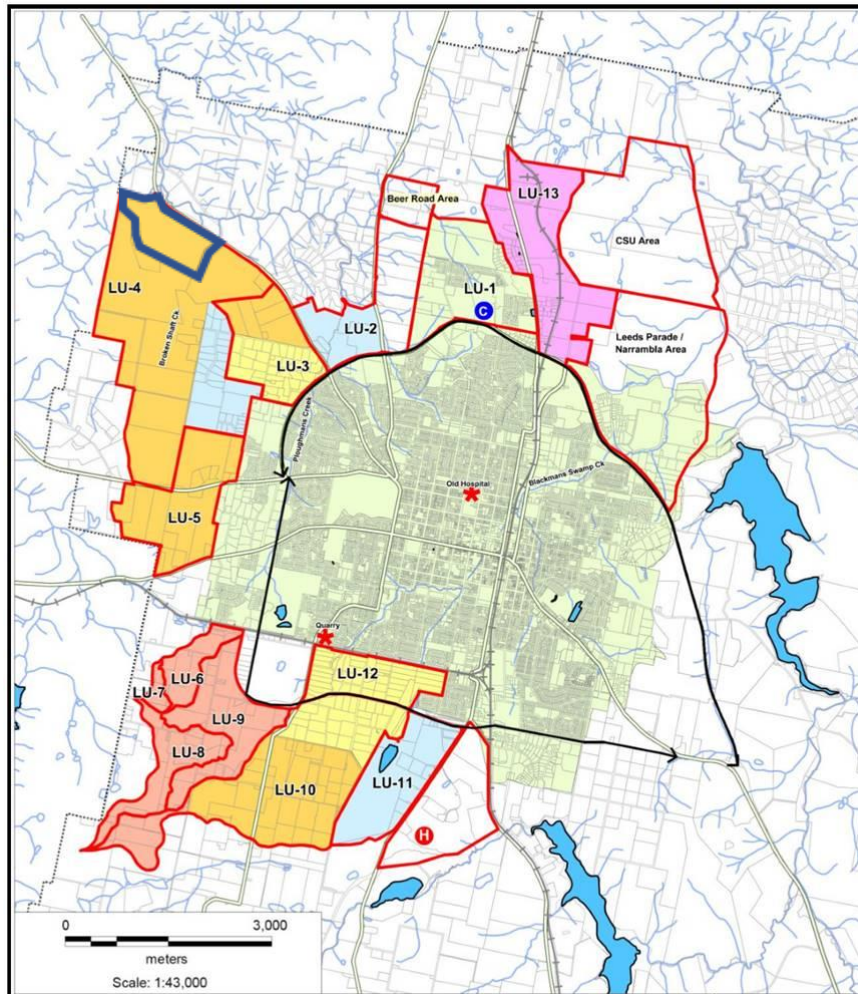 Beer Road Area
LU-13
CSU Area
LU-4
LU-1
C
LU-2
Broken Shaft Ck.
Leeds Parade /
Narrambla Area
LU-3
Ploughmans Creek
Blackmans Swamp Ck
Old Hospital
LU-5
Quarry
LU-12
LU-6
LU-7
LU-9
LU-8
LU-10
LU-11
H
0 3,000
meters
Scale: 1:43,000